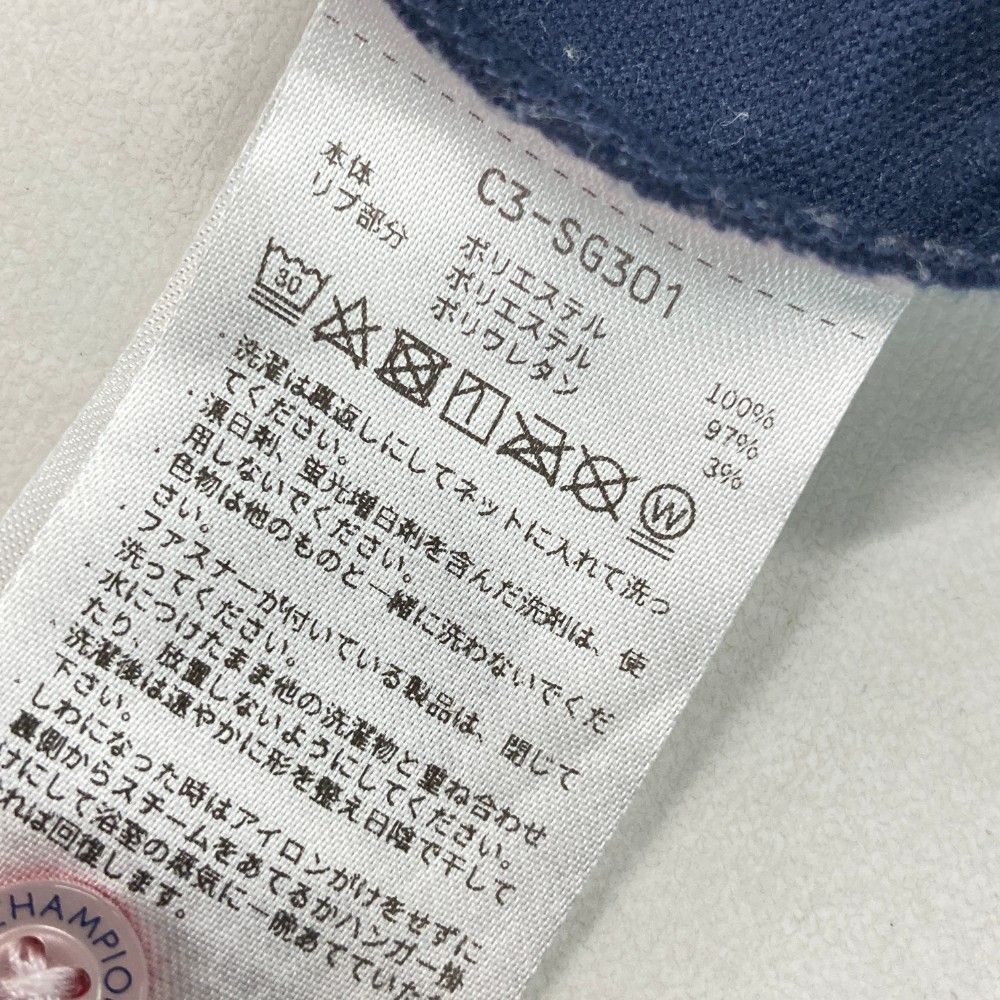 C3-SG301
本体 ポリエステル 100%
リブ部分 ポリエステル 97%
ポリウレタン 3%
30
W
・洗濯は裏返しにしてネットに入れて洗っ
てください。
・漂白剤、蛍光増白剤を含んだ洗剤は、使
用しないでください。
・色物は他のものと一緒に洗わないでくだ
さい。
・ファスナーが付いている製品は、閉じて
洗ってください。
・水につけたまま他の洗濯物と重ね合わせ
たり、放置しないようにしてください。
・洗濯後は速やかに形を整え日陰で干して
下さい。
しわになった時はアイロンがけをせずに
裏側からスチームをあてるかハンガー掛
けにして浴室の蒸気に一晩あてていた
れば回復します。
CHAMPIO